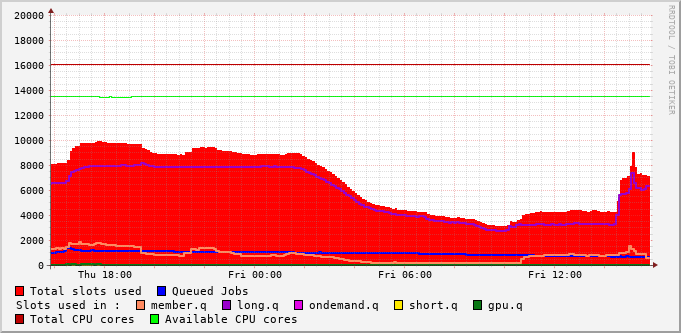 RRDTOOL / TOBI OETIKER
20000
18000
16000
14000
12000
10000
8000
6000
4000
2000
0
Thu 18:00 Fri 00:00 Fri 06:00 Fri 12:00
Total slots used Queued Jobs
Slots used in : member.q long.q ondemand.q short.q gpu.q
Total CPU cores Available CPU cores